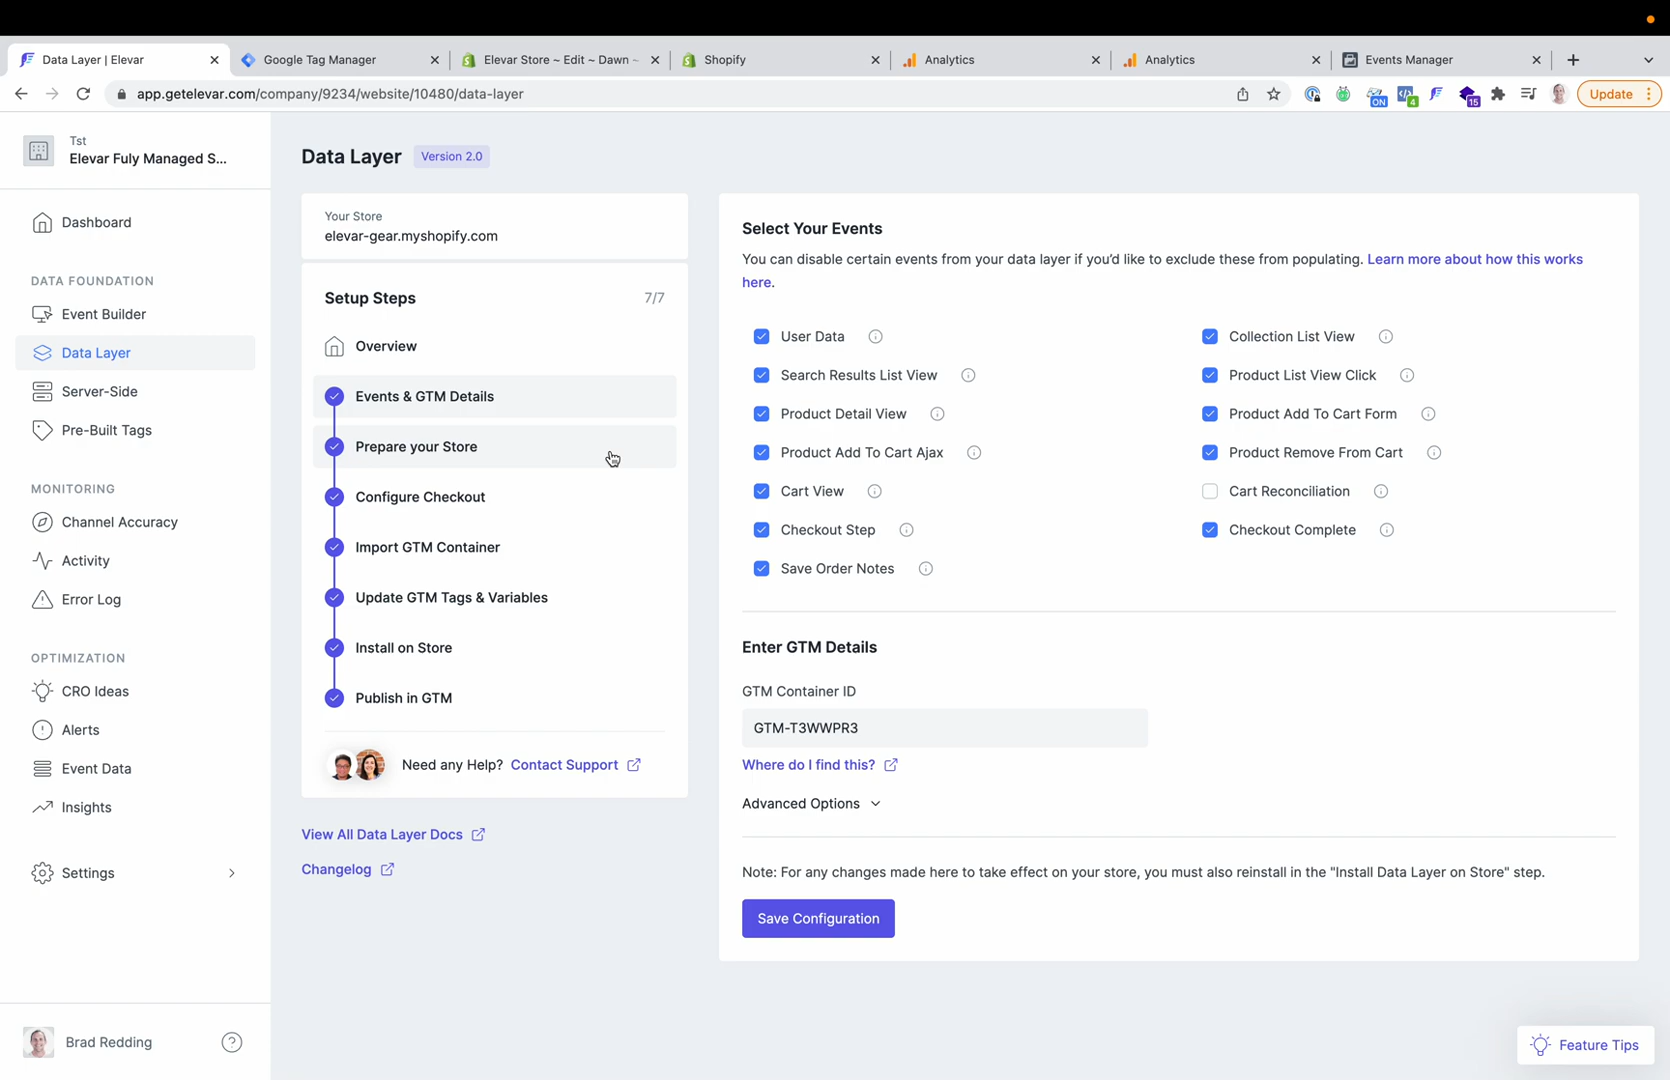 Data Layer | Elevar
Google Tag Manager
Elevar Store ~ Edit ~ Dawn ~
Shopify
Analytics
Analytics
Events Manager
app.getelevar.com/company/9234/website/10480/data-layer
ON
4
15
Update
Tst
Elevar Fuly Managed S...
Dashboard
DATA FOUNDATION
Event Builder
Data Layer
Server-Side
Pre-Built Tags
MONITORING
Channel Accuracy
Activity
Error Log
OPTIMIZATION
CRO Ideas
Alerts
Event Data
Insights
Settings
Brad Redding
?
Data Layer
Version 2.0
Your Store
elevar-gear.myshopify.com
Setup Steps
7/7
Overview
Events & GTM Details
Prepare your Store
Configure Checkout
Import GTM Container
Update GTM Tags & Variables
Install on Store
Publish in GTM
Need any Help? Contact Support
View All Data Layer Docs
Changelog
Select Your Events
You can disable certain events from your data layer if you'd like to exclude these from populating. Learn more about how this works
here.
User Data
Collection List View
Search Results List View
Product List View Click
Product Detail View
Product Add To Cart Form
Product Add To Cart Ajax
Product Remove From Cart
Cart View
Cart Reconciliation
Checkout Step
Checkout Complete
Save Order Notes
Enter GTM Details
GTM Container ID
GTM-T3WWPR3
Where do I find this?
Advanced Options
Note: For any changes made here to take effect on your store, you must also reinstall in the "Install Data Layer on Store" step.
Save Configuration
Feature Tips